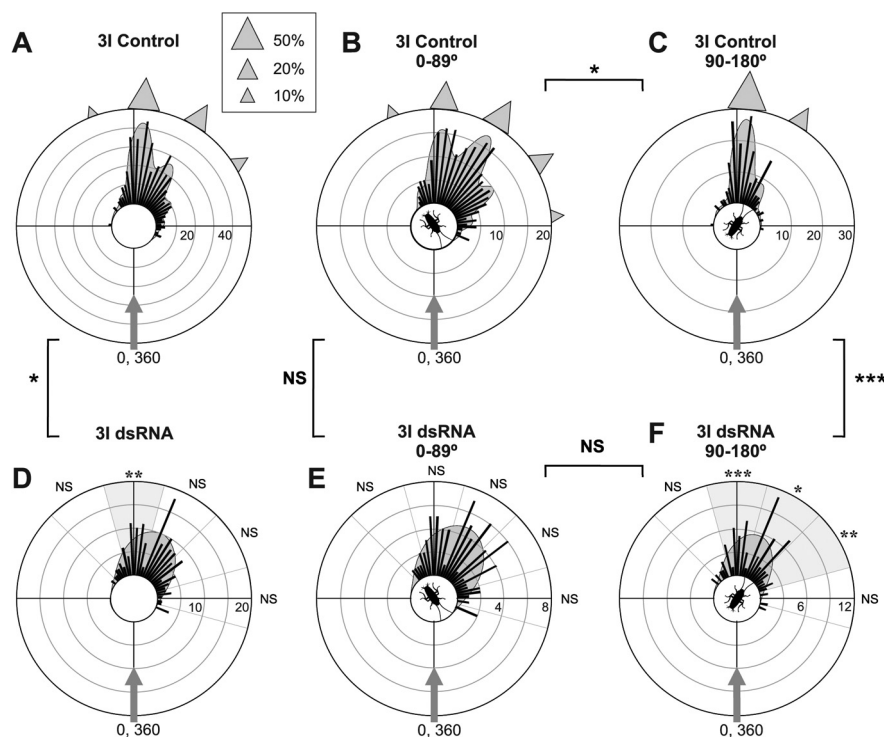 A
3I Control
50%
20%
10%
B
3I Control
0-89º
*
C
3I Control
90-180º
20 40
10 20
10 20 30
0, 360
0, 360
0, 360
*
NS
***
D
3I dsRNA
E
3I dsRNA
0-89º
NS
F
3I dsRNA
90-180º
NS
**
NS
NS
NS
NS
NS
NS
NS
***
*
**
NS
10 20
NS
4 8
NS
6 12
NS
0, 360
0, 360
0, 360